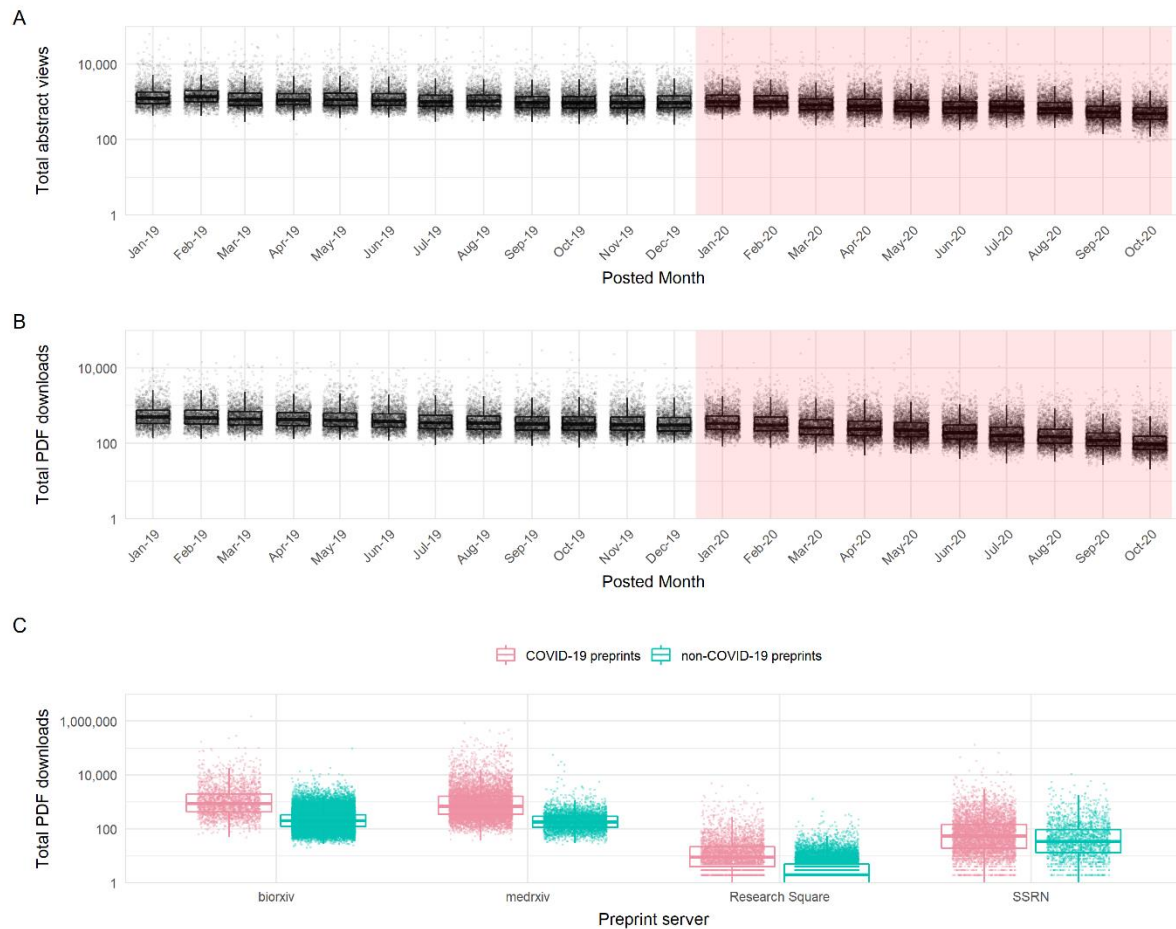 A
Total abstract views
10,000
100
1
Jan-19 Feb-19 Mar-19 Apr-19 May-19 Jun-19 Jul-19 Aug-19 Sep-19 Oct-19 Nov-19 Dec-19 Jan-20 Feb-20 Mar-20 Apr-20 May-20 Jun-20 Jul-20 Aug-20 Sep-20 Oct-20
Posted Month
B
Total PDF downloads
10,000
100
1
Jan-19 Feb-19 Mar-19 Apr-19 May-19 Jun-19 Jul-19 Aug-19 Sep-19 Oct-19 Nov-19 Dec-19 Jan-20 Feb-20 Mar-20 Apr-20 May-20 Jun-20 Jul-20 Aug-20 Sep-20 Oct-20
Posted Month
C
COVID-19 preprints non-COVID-19 preprints
Total PDF downloads
1,000,000
10,000
100
1
biorxiv medrxiv Research Square SSRN
Preprint server